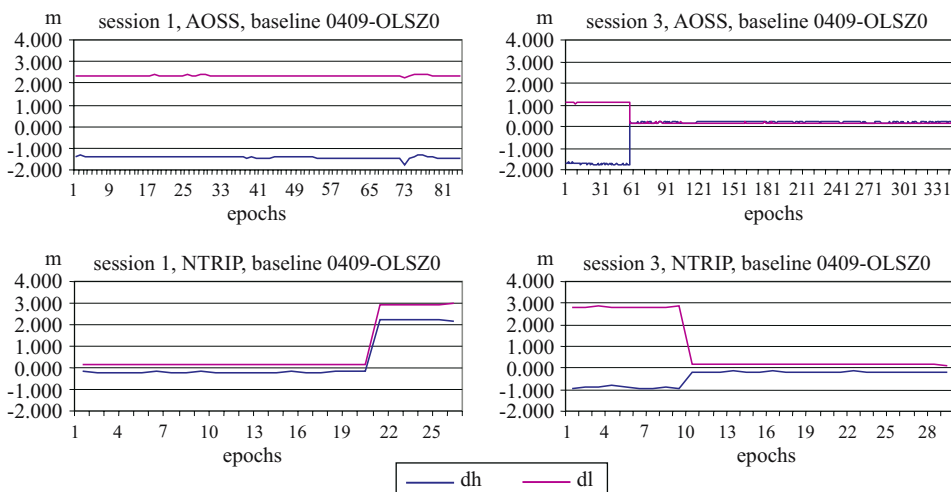 m session 1, AOSS, baseline 0409-OLSZ0
4.000
3.000
2.000
1.000
0.000
-1.000
-2.000
1 9 17 25 33 41 49 57 65 73 81
epochs
m session 3, AOSS, baseline 0409-OLSZ0
4.000
3.000
2.000
1.000
0.000
-1.000
-2.000
1 31 61 91 121 151 181 211 241 271 301 331
epochs
m session 1, NTRIP, baseline 0409-OLSZ0
4.000
3.000
2.000
1.000
0.000
-1.000
-2.000
1 4 7 10 13 16 19 22 25
epochs
m session 3, NTRIP, baseline 0409-OLSZ0
4.000
3.000
2.000
1.000
0.000
-1.000
-2.000
1 4 7 10 13 16 19 22 25 28
epochs
dh dl